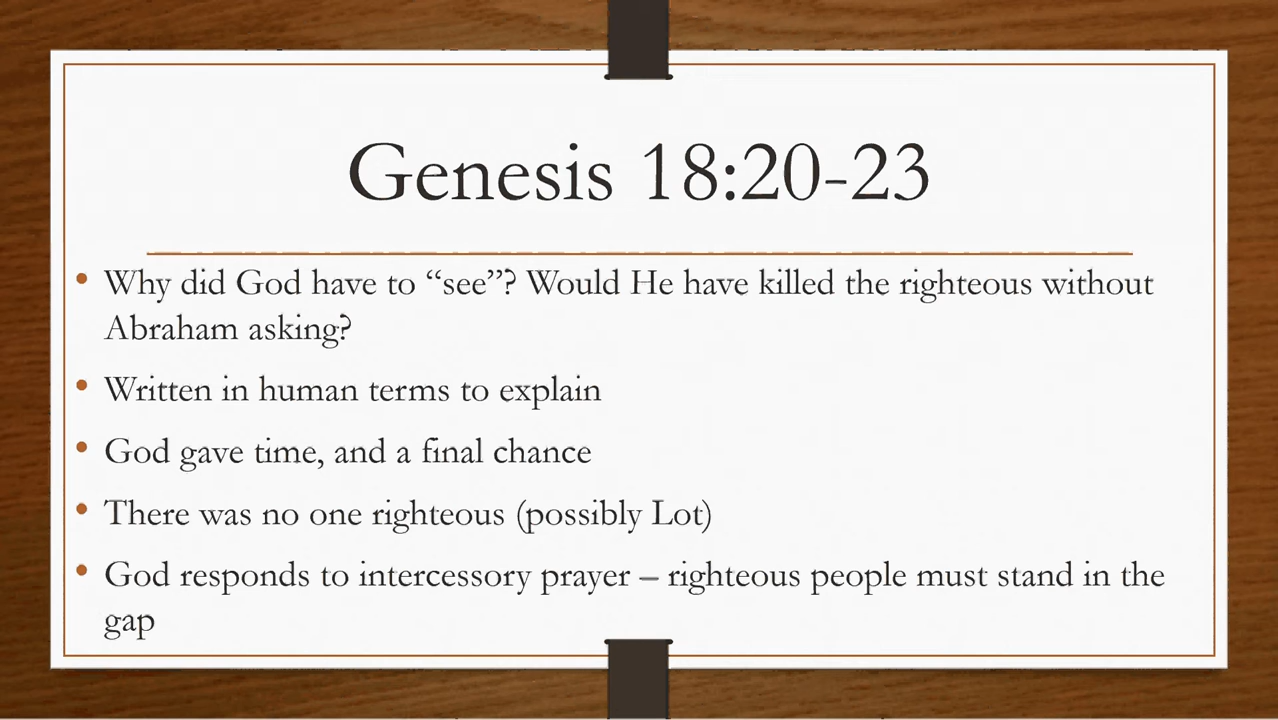 Genesis 18:20-23
• Why did God have to “see”? Would He have killed the righteous without
Abraham asking?
• Written in human terms to explain
• God gave time, and a final chance
• There was no one righteous (possibly Lot)
• God responds to intercessory prayer – righteous people must stand in the
gap